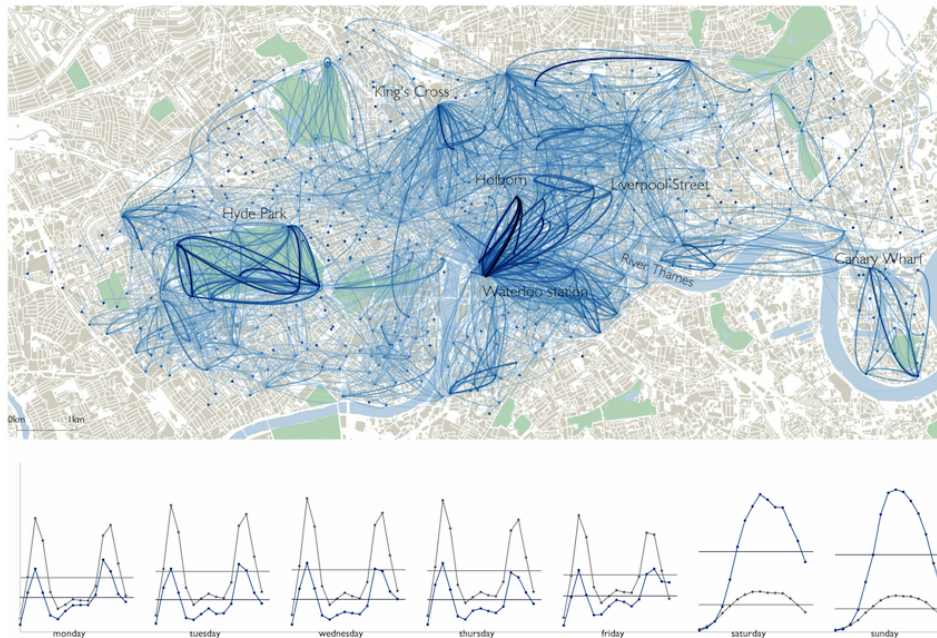 King's Cross
Holborn
Liverpool Street
Hyde Park
River Thames
Canary Wharf
Waterloo station
0km 1km
monday tuesday wednesday thursday friday saturday sunday